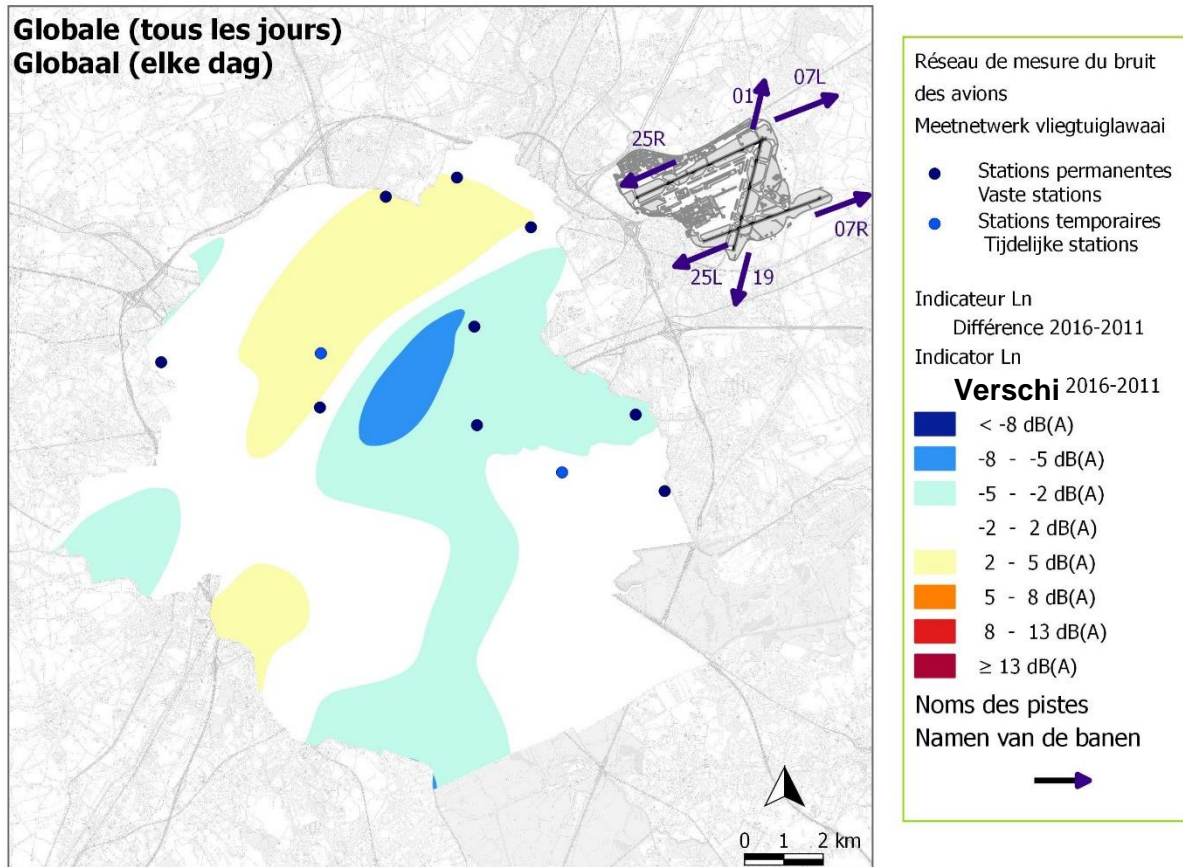 Globale (tous les jours)
Globaal (elke dag)
01
07L
25R
07R
25L
19
0 1 2 km
Réseau de mesure du bruit
des avions
Meetnetwerk vliegtuiglawaai
Stations permanentes
Vaste stations
Stations temporaires
Tijdelijke stations
Indicateur Ln
Différence 2016-2011
Indicator Ln
Verschi 2016-2011
< -8 dB(A)
-8 - -5 dB(A)
-5 - -2 dB(A)
-2 - 2 dB(A)
2 - 5 dB(A)
5 - 8 dB(A)
8 - 13 dB(A)
≥ 13 dB(A)
Noms des pistes
Namen van de banen